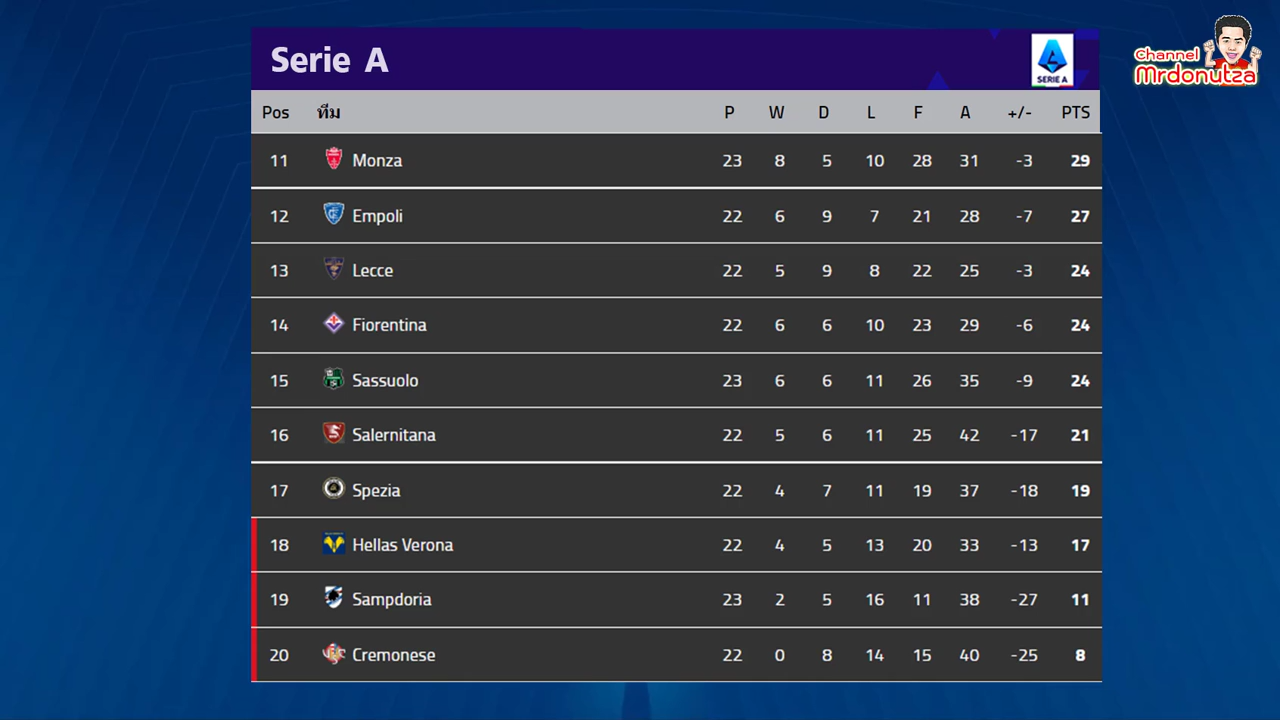 Serie A
SERIE A
Channel
Mrdonutza
Pos ทีม P W D L F A +/- PTS
11 Monza 23 8 5 10 28 31 -3 29
12 Empoli 22 6 9 7 21 28 -7 27
13 Lecce 22 5 9 8 22 25 -3 24
14 Fiorentina 22 6 6 10 23 29 -6 24
15 Sassuolo 23 6 6 11 26 35 -9 24
16 Salernitana 22 5 6 11 25 42 -17 21
17 Spezia 22 4 7 11 19 37 -18 19
18 Hellas Verona 22 4 5 13 20 33 -13 17
19 Sampdoria 23 2 5 16 11 38 -27 11
20 Cremonese 22 0 8 14 15 40 -25 8